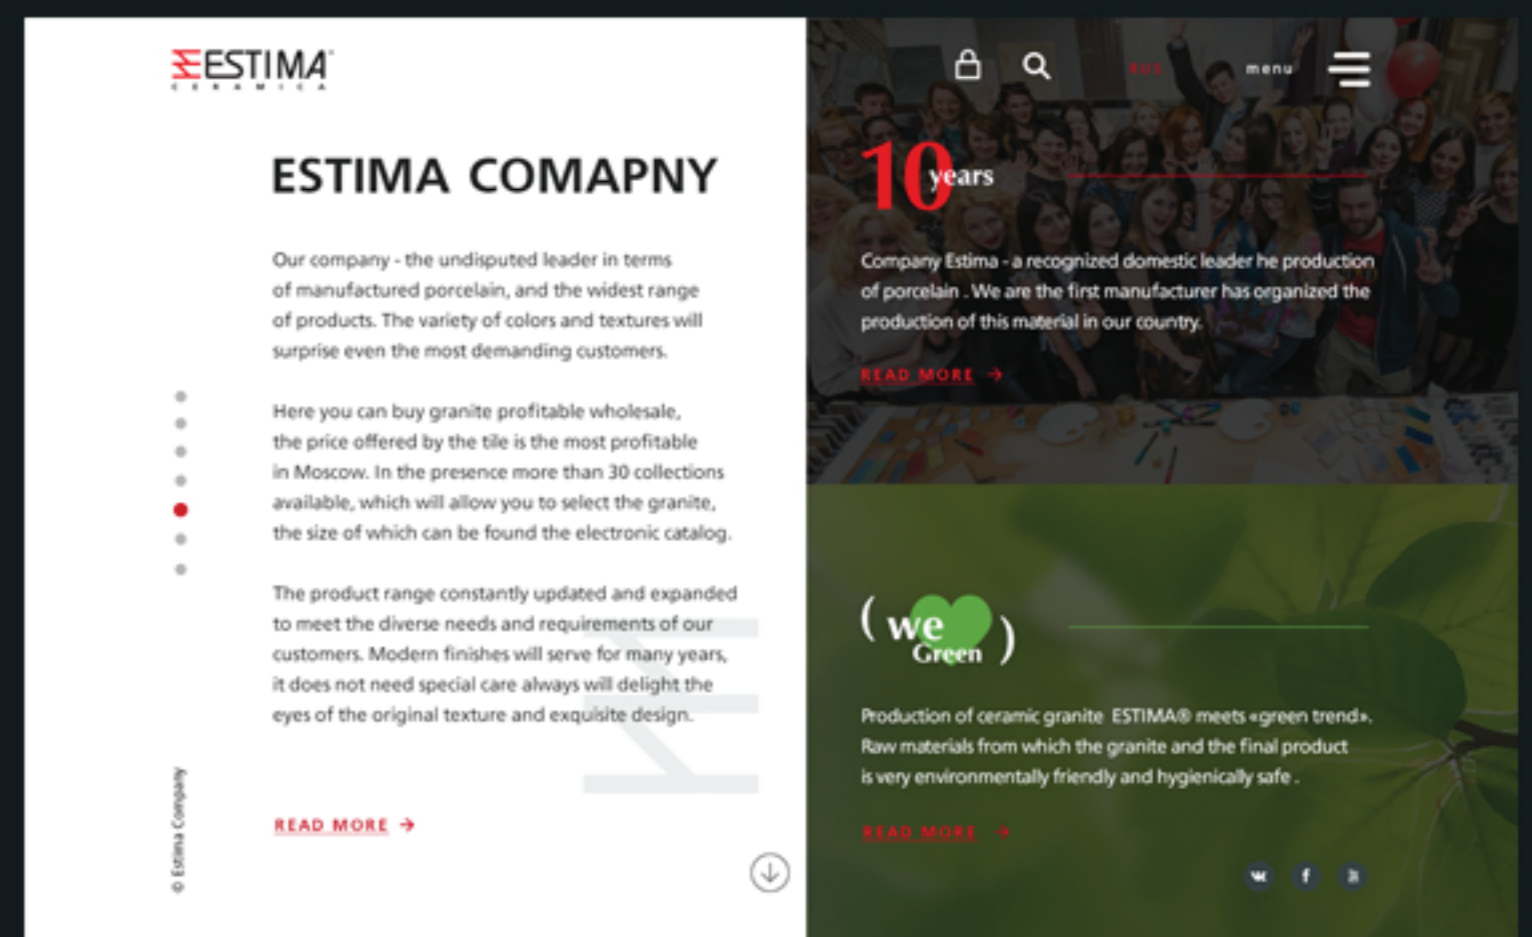 ESTIMA
CERAMICA
RUS
menu
ESTIMA COMAPNY
Our company - the undisputed leader in terms
of manufactured porcelain, and the widest range
of products. The variety of colors and textures will
surprise even the most demanding customers.
Here you can buy granite profitable wholesale,
the price offered by the tile is the most profitable
in Moscow. In the presence more than 30 collections
available, which will allow you to select the granite,
the size of which can be found the electronic catalog.
The product range constantly updated and expanded
to meet the diverse needs and requirements of our
customers. Modern finishes will serve for many years,
it does not need special care always will delight the
eyes of the original texture and exquisite design.
READ MORE →
© Estima Company
10
years
Company Estima - a recognized domestic leader he production
of porcelain . We are the first manufacturer has organized the
production of this material in our country.
READ MORE →
( we )
Green
Production of ceramic granite  ESTIMA® meets «green trend».
Raw materials from which the granite and the final product
is very environmentally friendly and hygienically safe .
READ MORE →